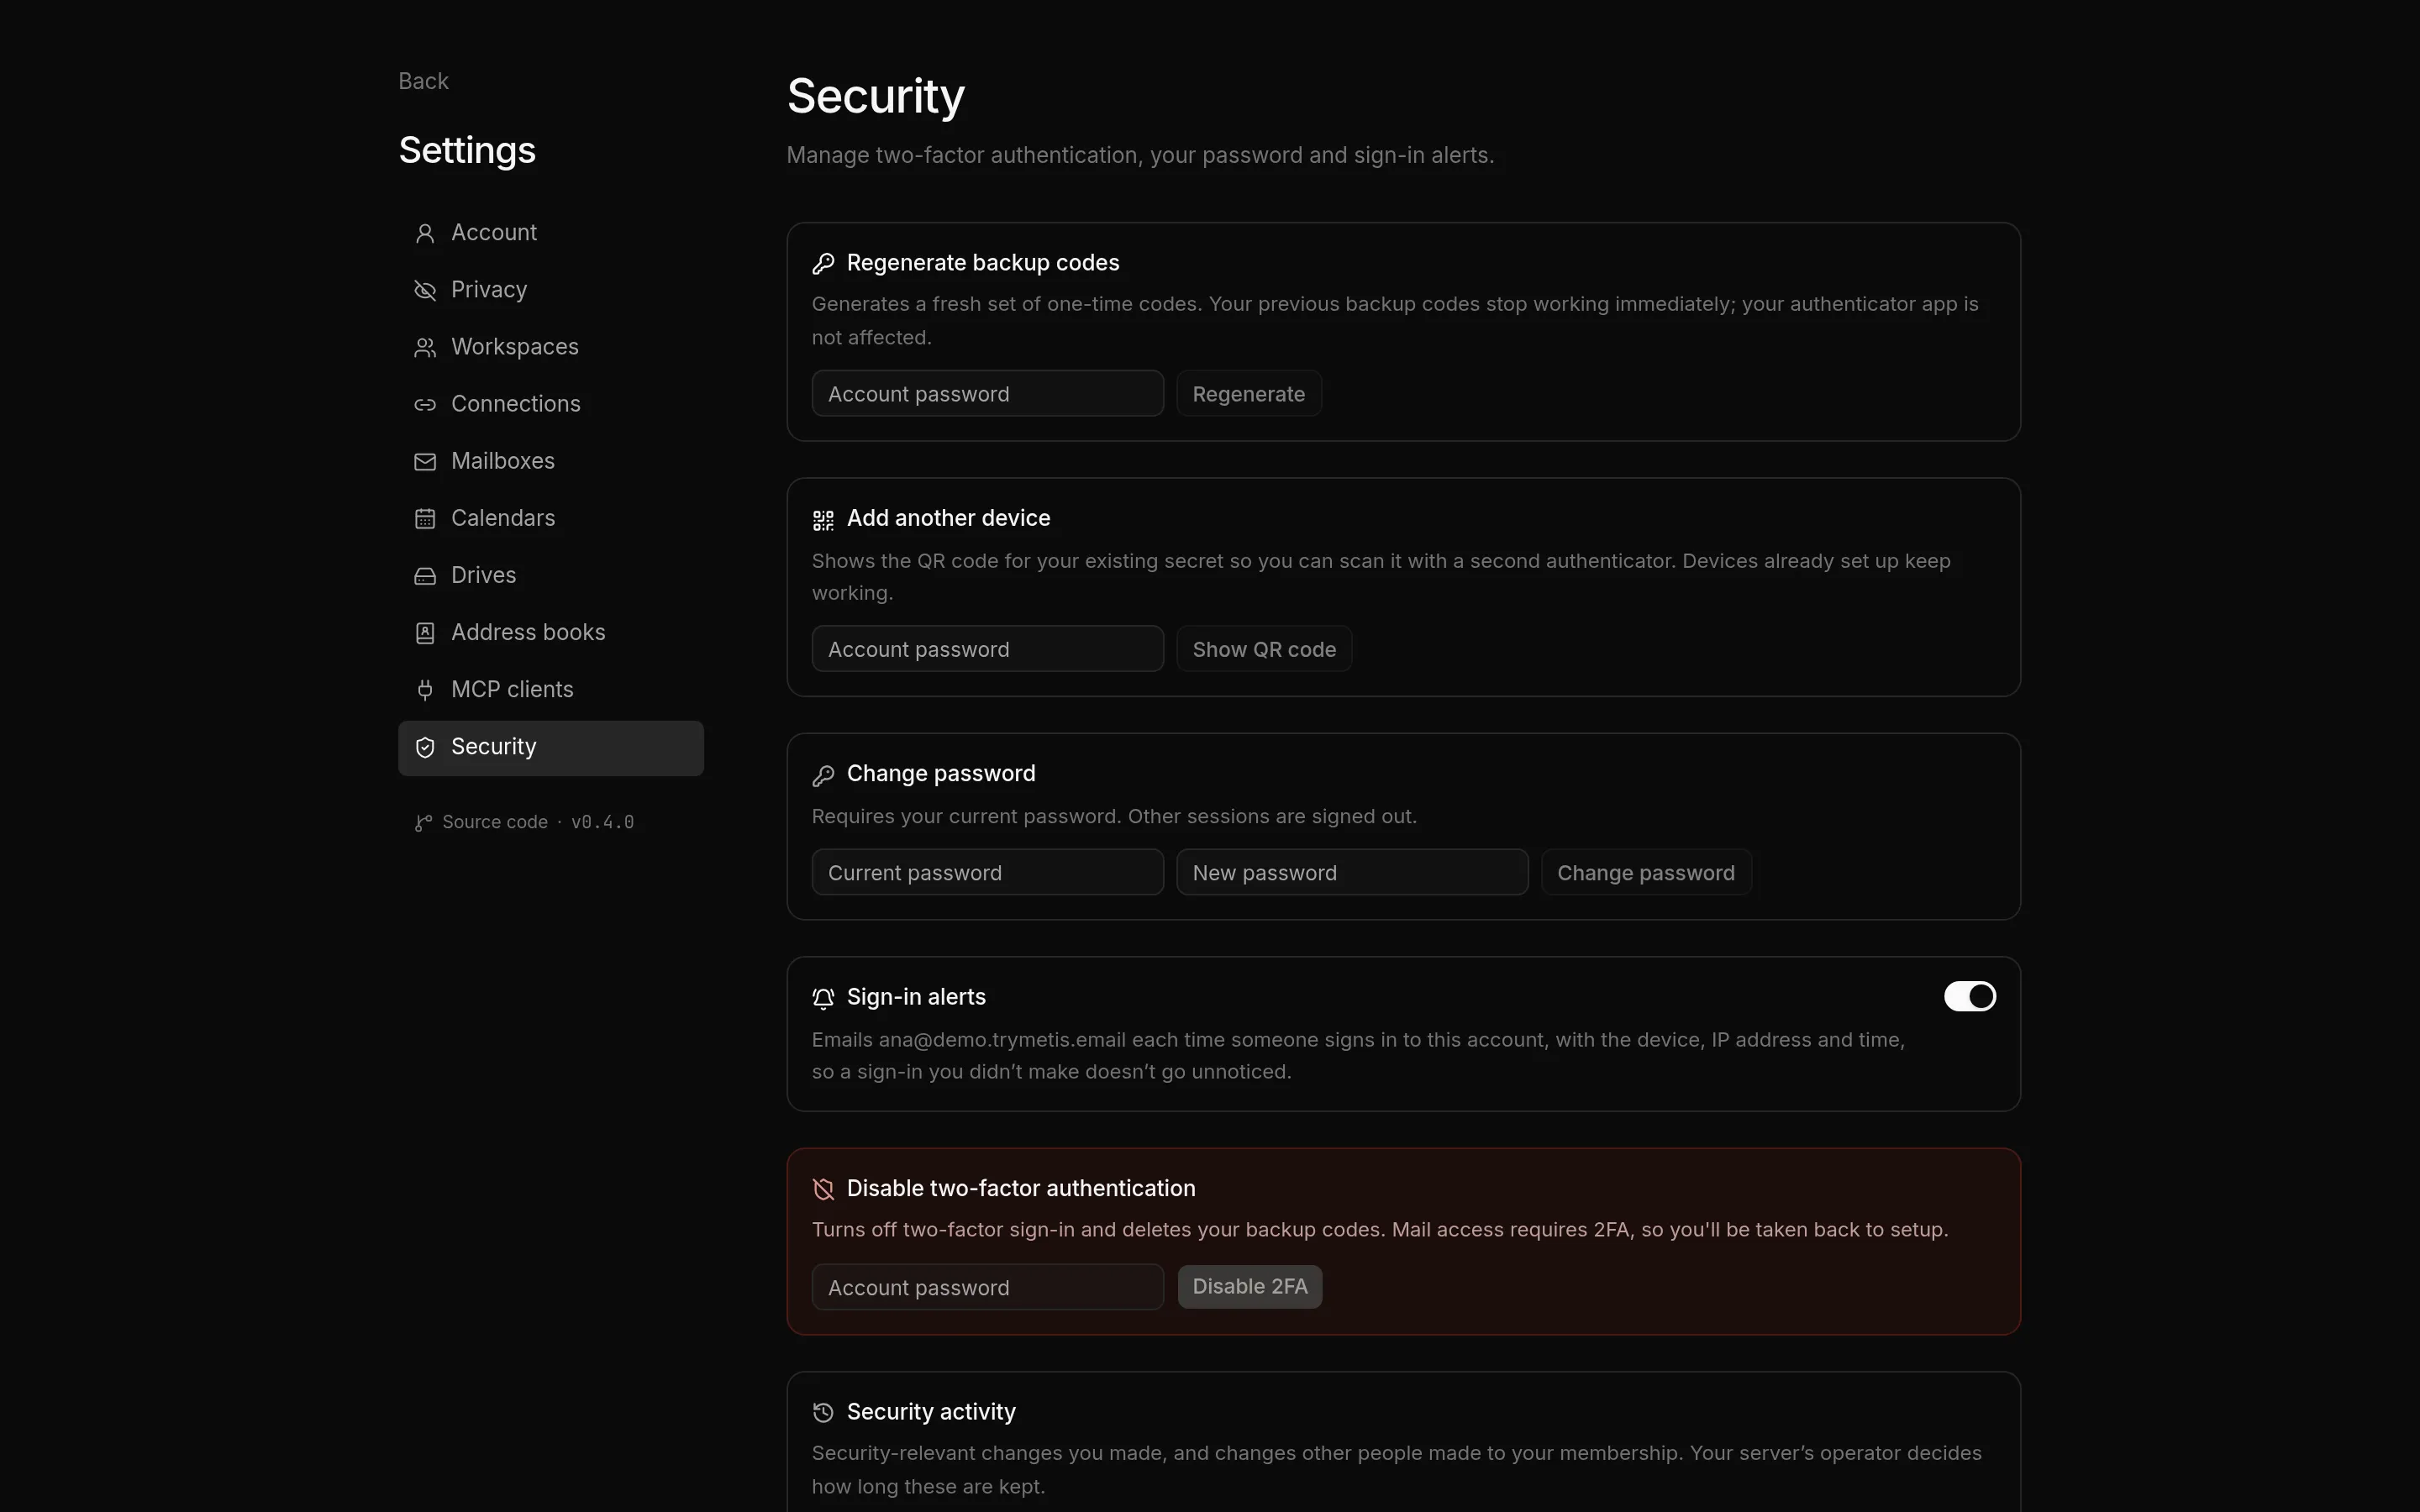 Back
Settings
Account
Privacy
Workspaces
Connections
Mailboxes
Calendars
Drives
Address books
MCP clients
Security
Source code · v0.4.0
Security
Manage two-factor authentication, your password and sign-in alerts.
Regenerate backup codes
Generates a fresh set of one-time codes. Your previous backup codes stop working immediately; your authenticator app is
not affected.
Account password Regenerate
Add another device
Shows the QR code for your existing secret so you can scan it with a second authenticator. Devices already set up keep
working.
Account password Show QR code
Change password
Requires your current password. Other sessions are signed out.
Current password New password Change password
Sign-in alerts
Emails ana@demo.trymetis.email each time someone signs in to this account, with the device, IP address and time,
so a sign-in you didn’t make doesn’t go unnoticed.
Disable two-factor authentication
Turns off two-factor sign-in and deletes your backup codes. Mail access requires 2FA, so you'll be taken back to setup.
Account password Disable 2FA
Security activity
Security-relevant changes you made, and changes other people made to your membership. Your server’s operator decides
how long these are kept.